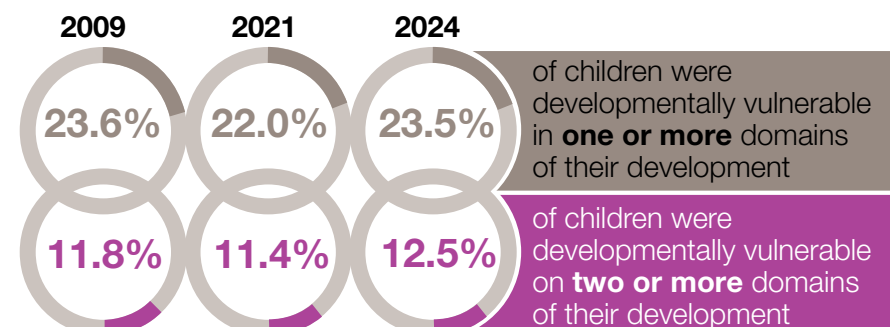 2009 2021 2024
23.6% 22.0% 23.5%
of children were
developmentally vulnerable
in one or more domains
of their development
11.8% 11.4% 12.5%
of children were
developmentally vulnerable
on two or more domains
of their development